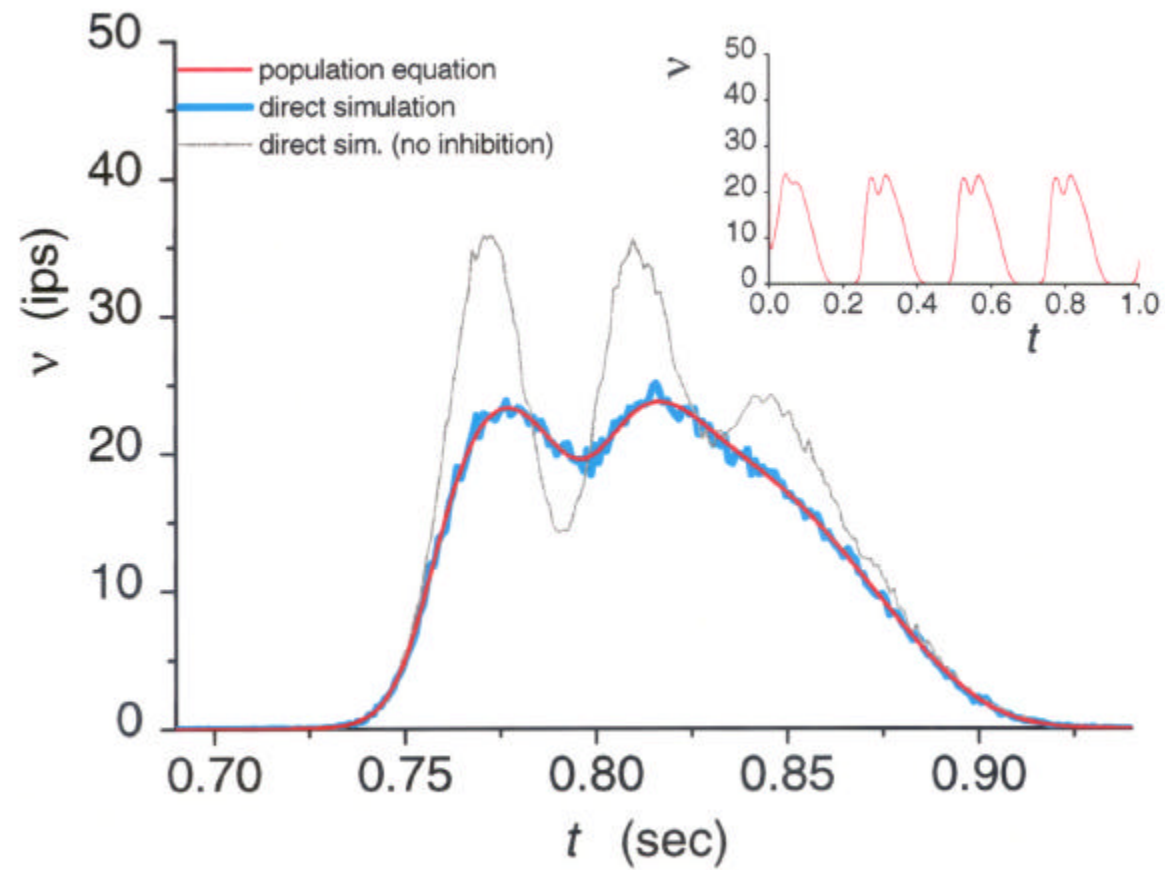 50
40
30
20
10
0
ν (ips)
population equation
direct simulation
direct sim. (no inhibition)
0.70 0.75 0.80 0.85 0.90
t (sec)
ν
50
40
30
20
10
0
0.0 0.2 0.4 0.6 0.8 1.0
t